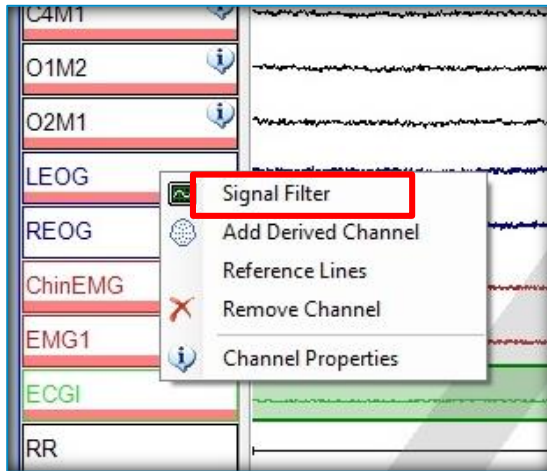 C4M1
O1M2
O2M1
LEOG
Signal Filter
REOG
Add Derived Channel
Reference Lines
ChinEMG
Remove Channel
EMG1
Channel Properties
ECGI
RR